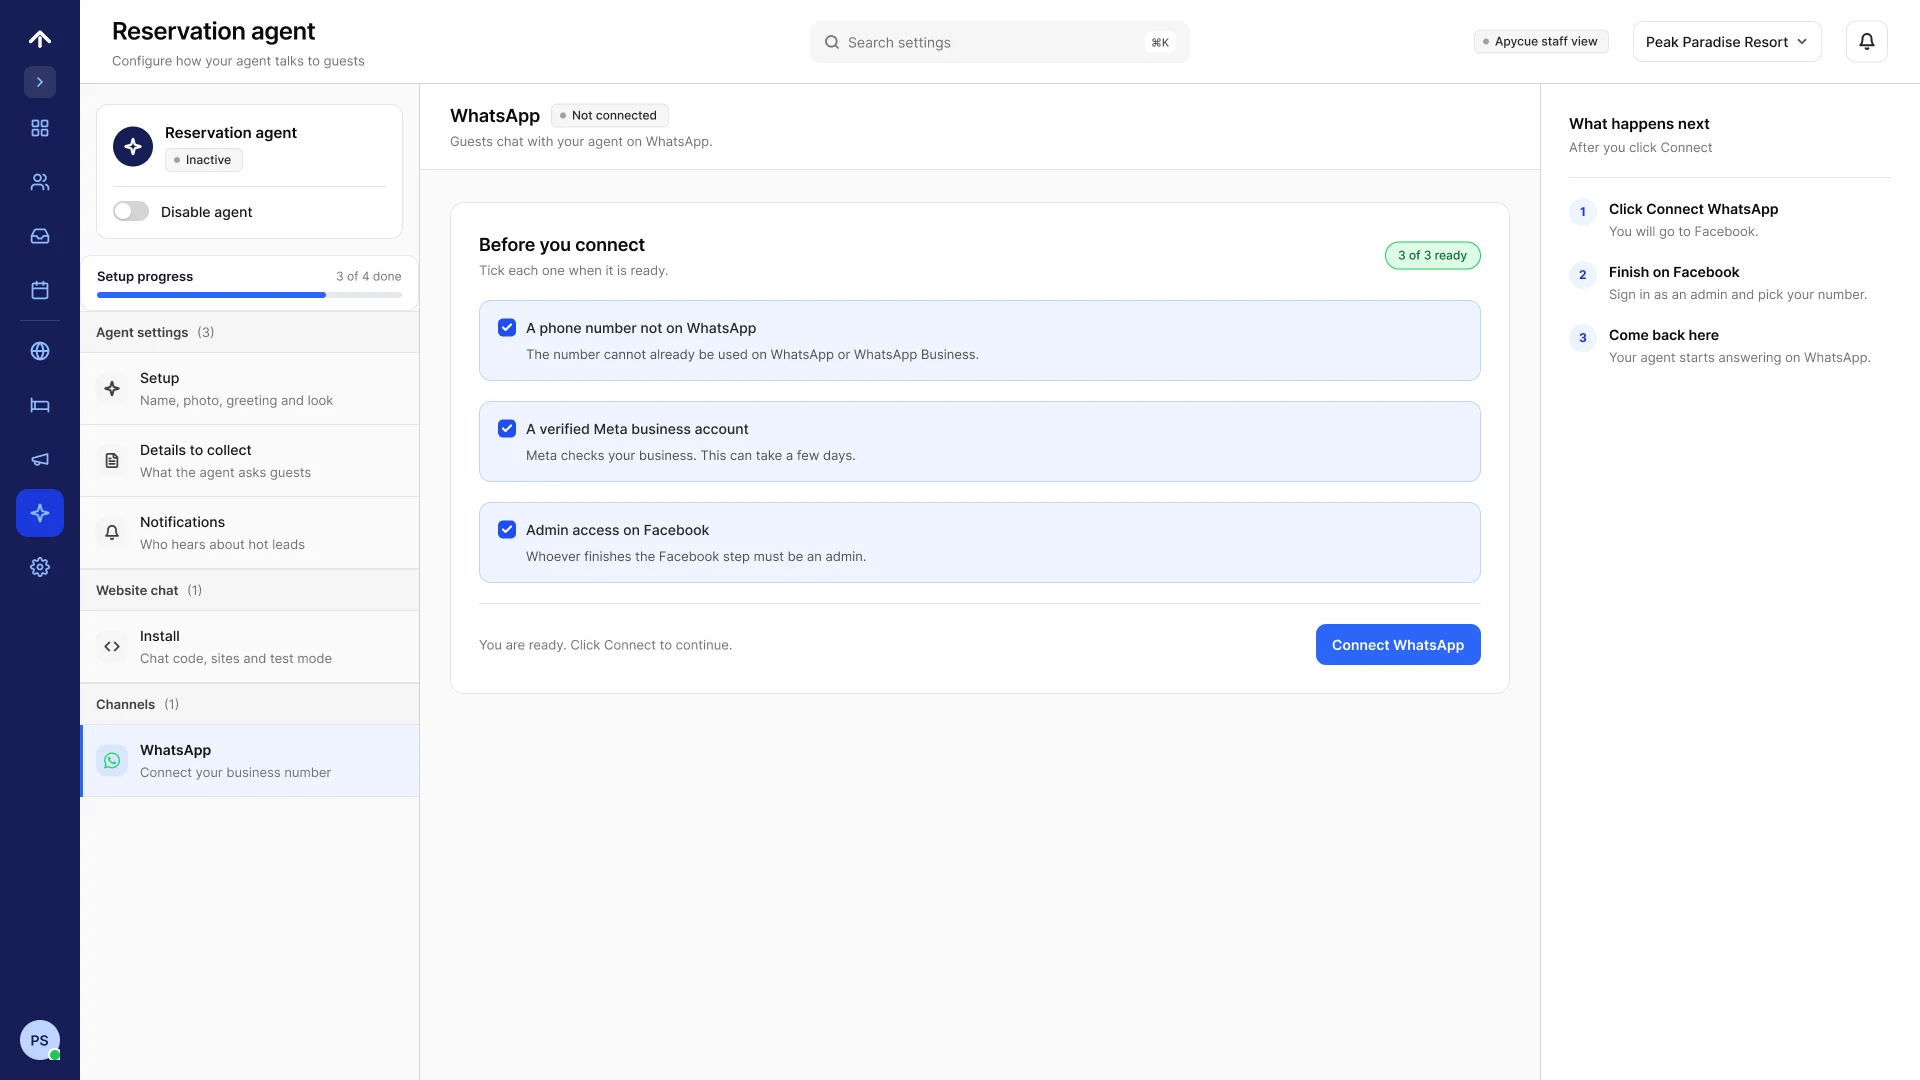 Reservation agent
Configure how your agent talks to guests
Search settings
⌘K
Apycue staff view
Peak Paradise Resort
Reservation agent
Inactive
Disable agent
Setup progress
3 of 4 done
Agent settings (3)
Setup
Name, photo, greeting and look
Details to collect
What the agent asks guests
Notifications
Who hears about hot leads
Website chat (1)
Install
Chat code, sites and test mode
Channels (1)
WhatsApp
Connect your business number
PS
WhatsApp
Not connected
Guests chat with your agent on WhatsApp.
Before you connect
Tick each one when it is ready.
3 of 3 ready
A phone number not on WhatsApp
The number cannot already be used on WhatsApp or WhatsApp Business.
A verified Meta business account
Meta checks your business. This can take a few days.
Admin access on Facebook
Whoever finishes the Facebook step must be an admin.
You are ready. Click Connect to continue.
Connect WhatsApp
What happens next
After you click Connect
1
Click Connect WhatsApp
You will go to Facebook.
2
Finish on Facebook
Sign in as an admin and pick your number.
3
Come back here
Your agent starts answering on WhatsApp.